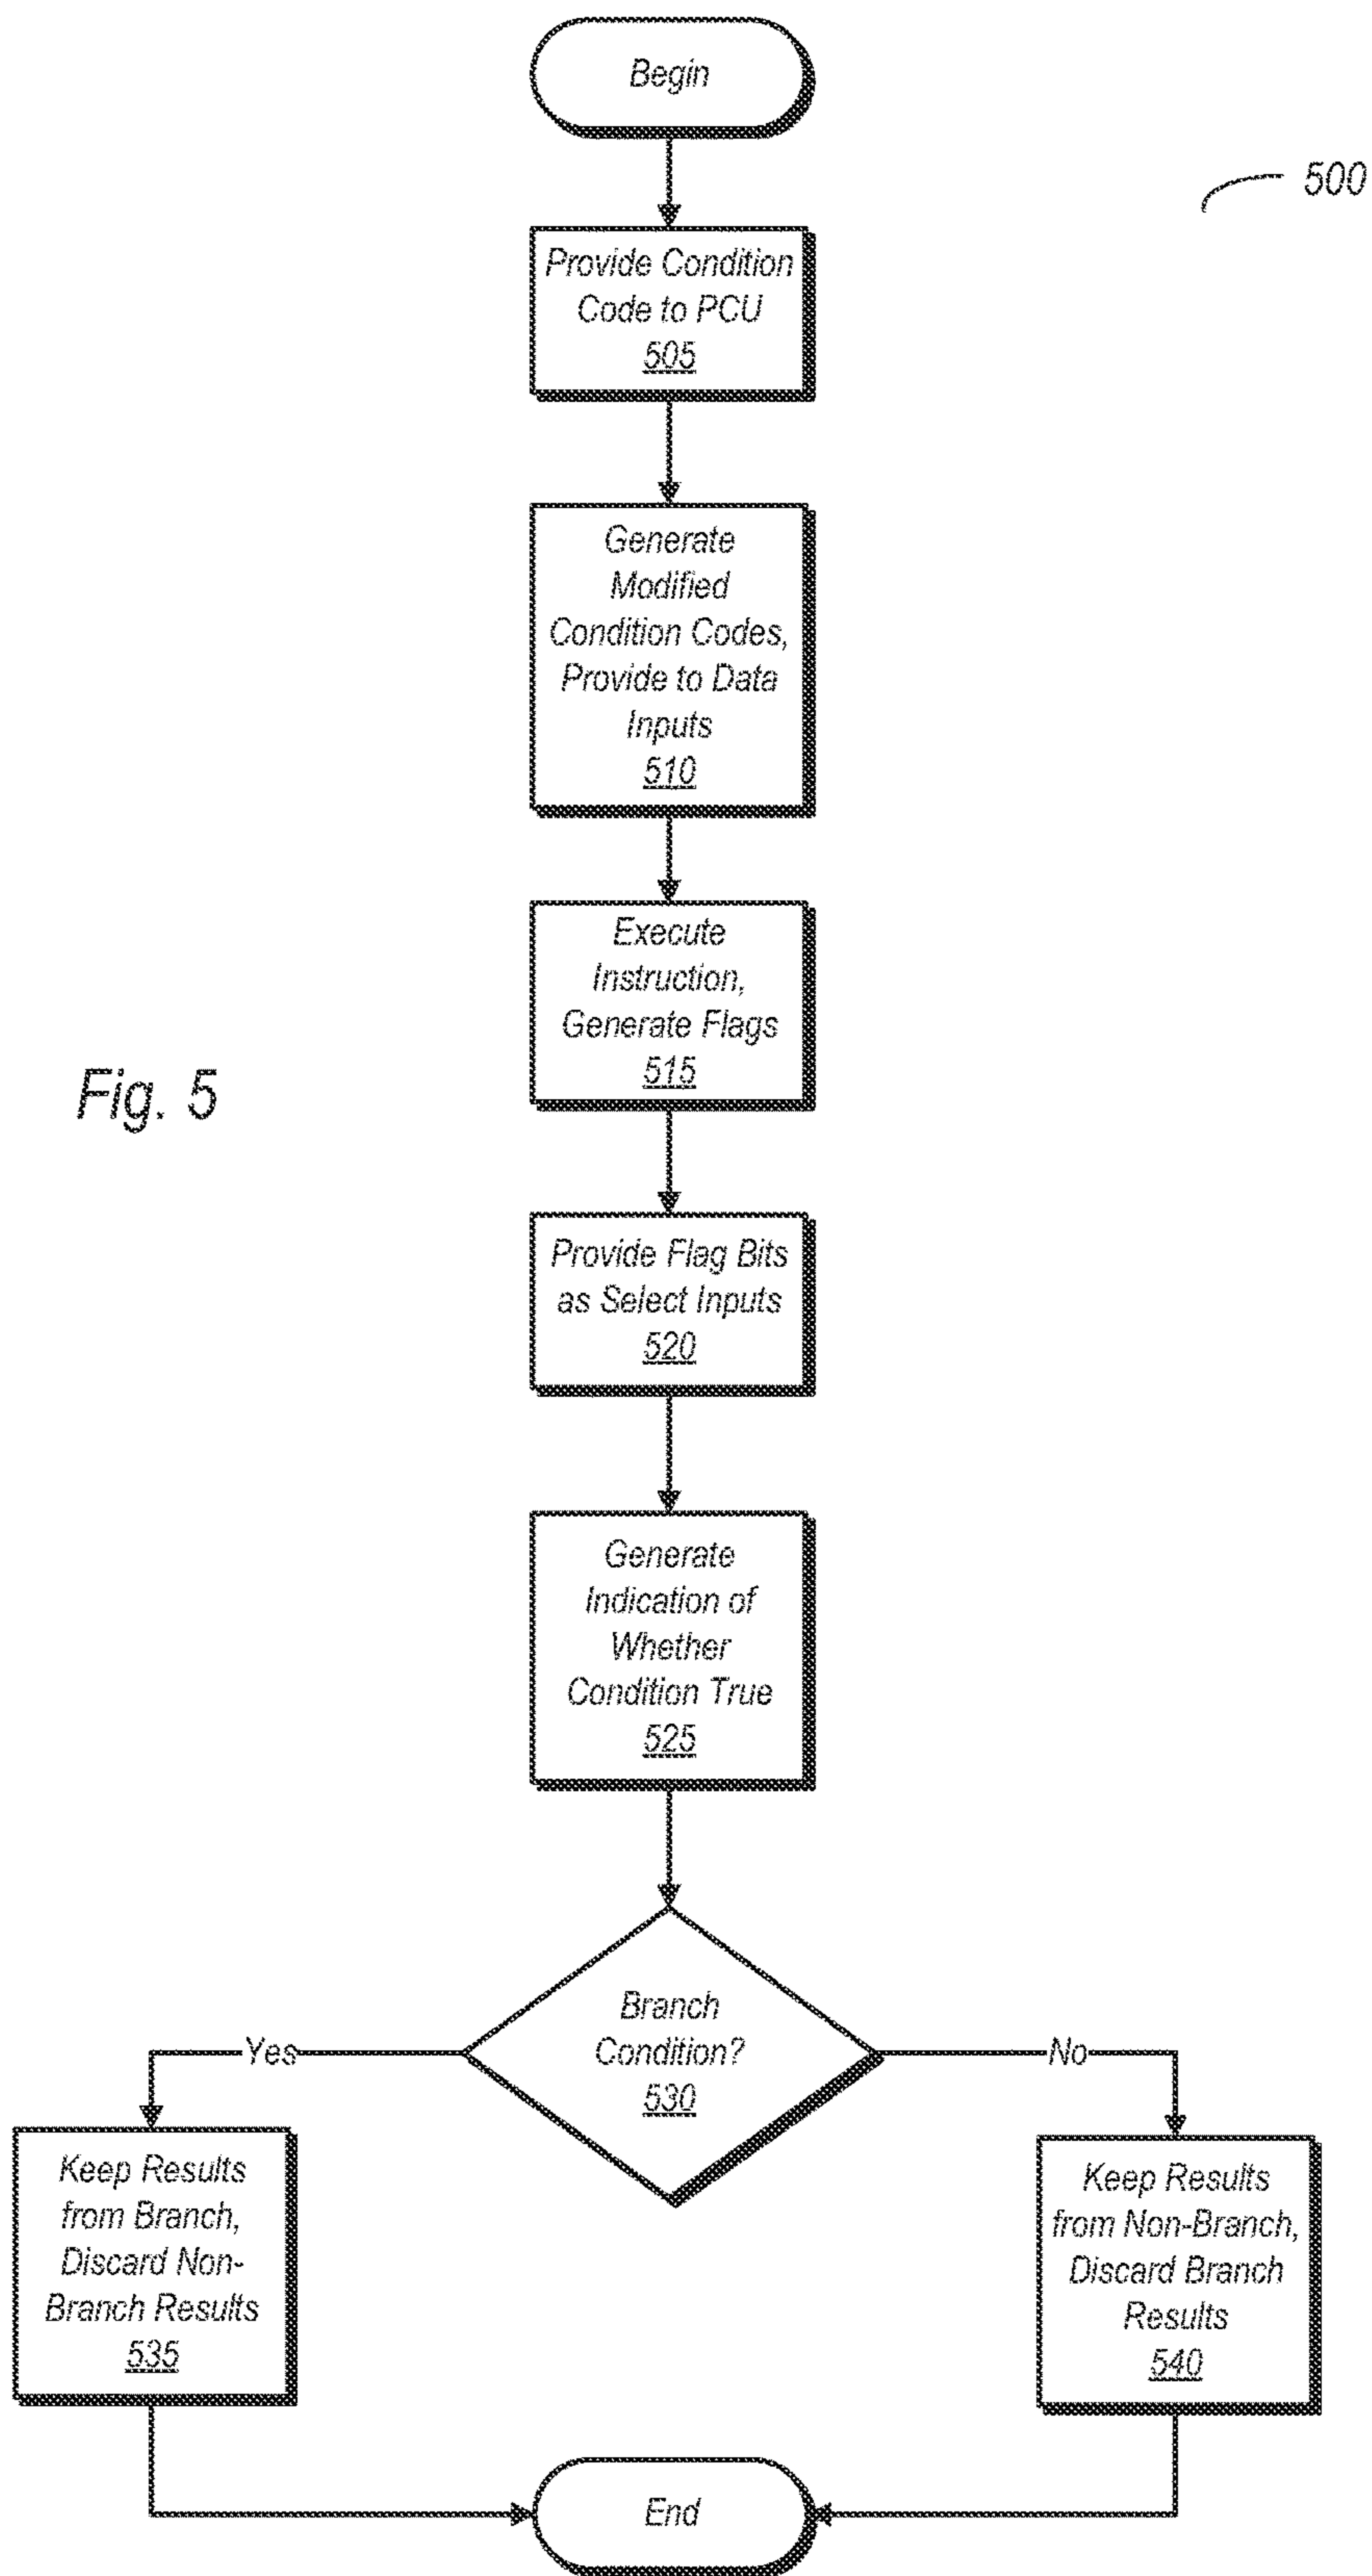 Begin
500
Provide Condition
Code to PCU
505
Generate
Modified
Condition Codes,
Provide to Data
Inputs
510
Execute
Instruction,
Generate Flags
515
Fig. 5
Provide Flag Bits
as Select Inputs
520
Generate
Indication of
Whether
Condition True
525
Branch
Condition?
530
Yes
No
Keep Results
from Branch,
Discard Non-
Branch Results
535
Keep Results
from Non-Branch,
Discard Branch
Results
540
End